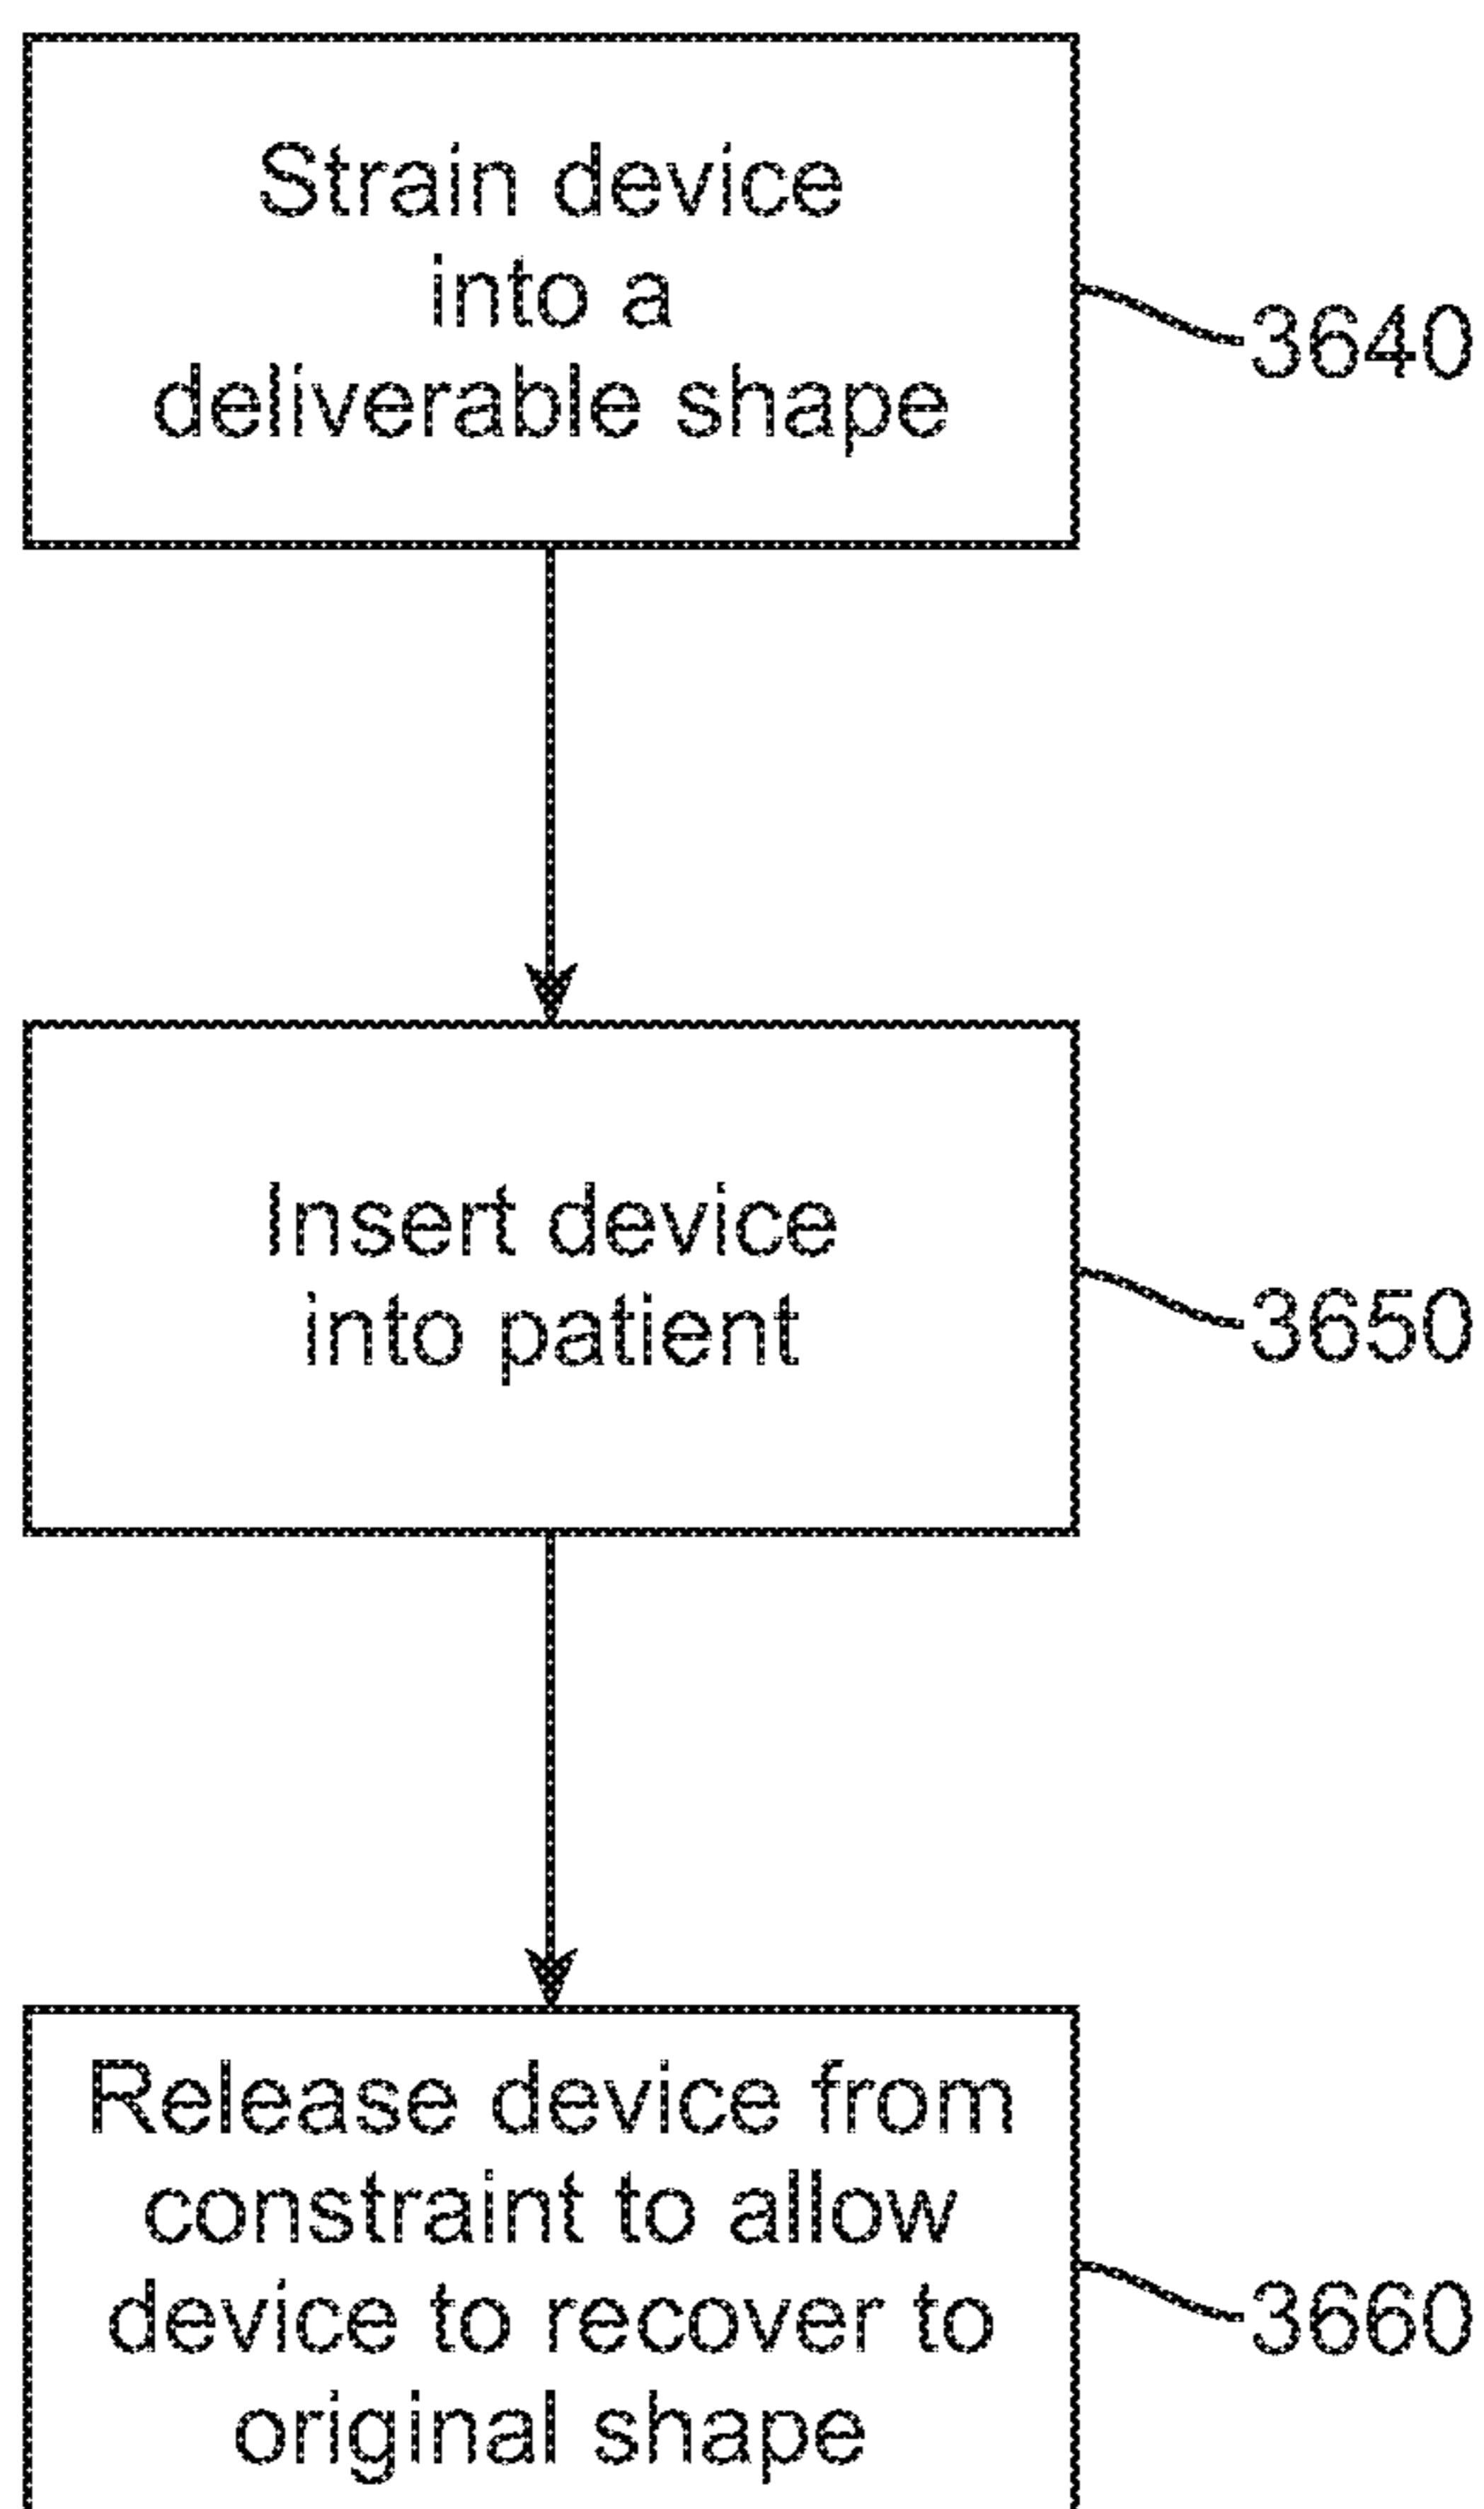 Strain device
into a
deliverable shape
3640
Insert device
into patient
3650
Release device from
constraint to allow
device to recover to
original shape
3660